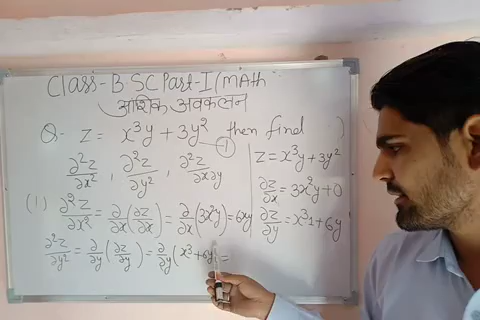 Class-B.SC Part-I (MATH
आंशिक अवकलन
Q- Z = x³y + 3y² —① then find
∂²z/∂x² , ∂²z/∂y² , ∂²z/∂x∂y
(1) ∂²z/∂x² = ∂/∂x (∂z/∂x) = ∂/∂x (3x²y) = 6xy
∂²z/∂y² = ∂/∂y (∂z/∂y) = ∂/∂y (x³+6y) =
Z = x³y + 3y²
∂z/∂x = 3x²y + 0
∂z/∂y = x³1 + 6y